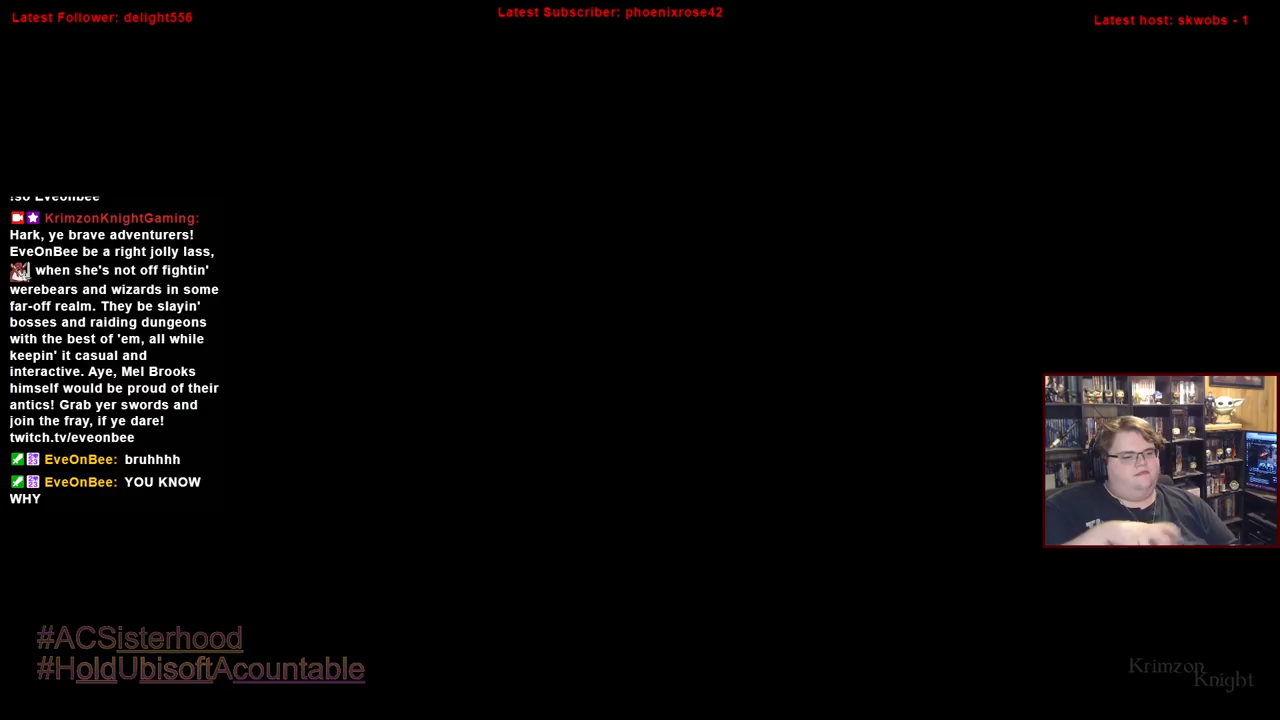 Latest Follower: delight556
Latest Subscriber: phoenixrose42
Latest host: skwobs - 1
!so Eveonbee
KrimzonKnightGaming:
Hark, ye brave adventurers!
EveOnBee be a right jolly lass,
when she's not off fightin'
werebears and wizards in some
far-off realm. They be slayin'
bosses and raiding dungeons
with the best of 'em, all while
keepin' it casual and
interactive. Aye, Mel Brooks
himself would be proud of their
antics! Grab yer swords and
join the fray, if ye dare!
twitch.tv/eveonbee
EveOnBee: bruhhhh
EveOnBee: YOU KNOW
WHY
#ACSisterhood
#HoldUbisoftAcountable
Krimzon
Knight